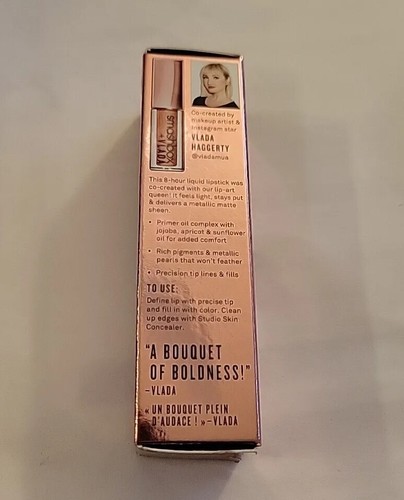 smashbox
+VLADA
Co-created by
makeup artist &
Instagram star
VLADA
HAGGERTY
@vladamua
This 8-hour liquid lipstick was
co-created with our lip-art
queen! It feels light, stays put
& delivers a metallic matte
sheen
• Primer oil complex with
jojoba, apricot & sunflower
oil for added comfort
• Rich pigments & metallic
pearls that won't feather
• Precision tip lines & fills
TO USE:
Define lip with precise tip
and fill in with color. Clean
up edges with Studio Skin
Concealer.
"A BOUQUET
OF BOLDNESS!"
–VLADA
« UN BOUQUET PLEIN
D'AUDACE ! » –VLADA